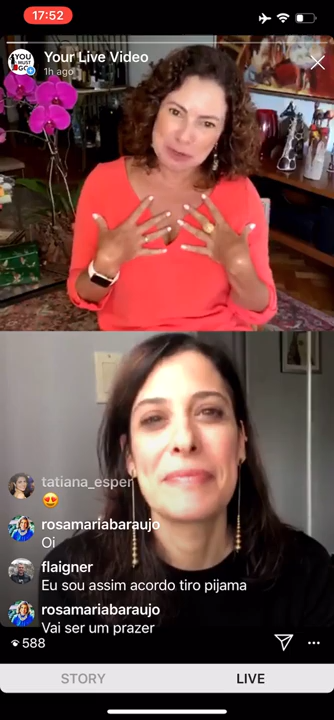 17:52
YOU
MUST
GO
Your Live Video
1h ago
tatiana_esper
rosamariabaraujo
Oi
flaigner
Eu sou assim acordo tiro pijama
rosamariabaraujo
Vai ser um prazer
588
STORY
LIVE